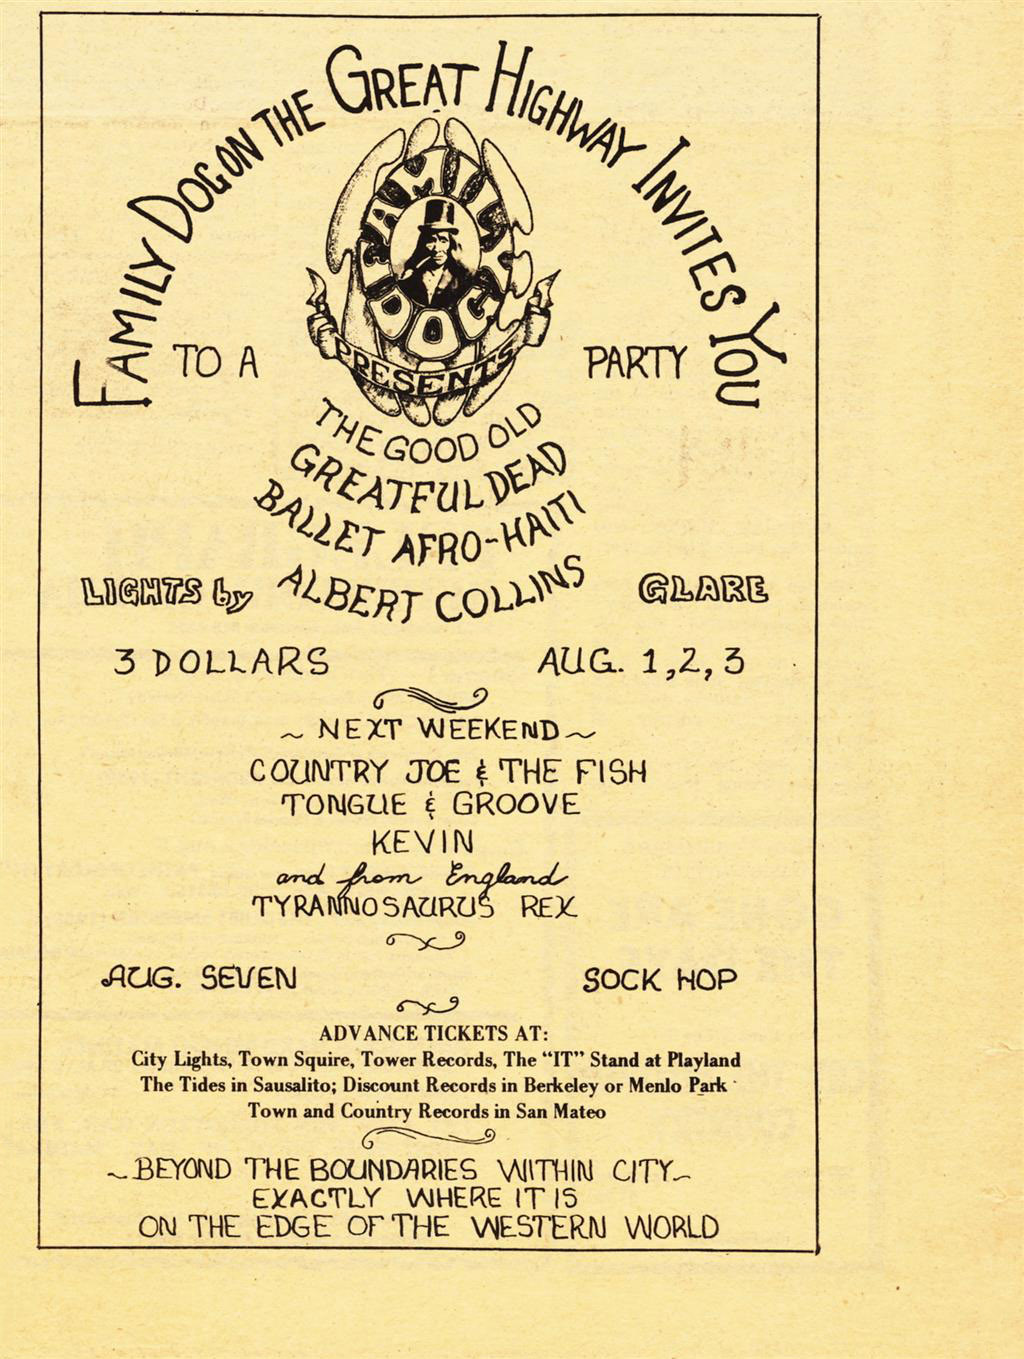 FAMILY DOG ON THE GREAT HIGHWAY INVITES YOU
FAMILY DOG
PRESENTS
TO A PARTY
THE GOOD OLD
GREATFUL DEAD
BALLET AFRO-HAITI
ALBERT COLLINS
LIGHTS by GLARE
3 DOLLARS AUG. 1,2,3
~ NEXT WEEKEND ~
COUNTRY JOE & THE FISH
TONGUE & GROOVE
KEVIN
and from England
TYRANNOSAURUS REX
AUG. SEVEN SOCK HOP
ADVANCE TICKETS AT:
City Lights, Town Squire, Tower Records, The "IT" Stand at Playland
The Tides in Sausalito; Discount Records in Berkeley or Menlo Park
Town and Country Records in San Mateo
~BEYOND THE BOUNDARIES WITHIN CITY~
EXACTLY WHERE IT IS
ON THE EDGE OF THE WESTERN WORLD